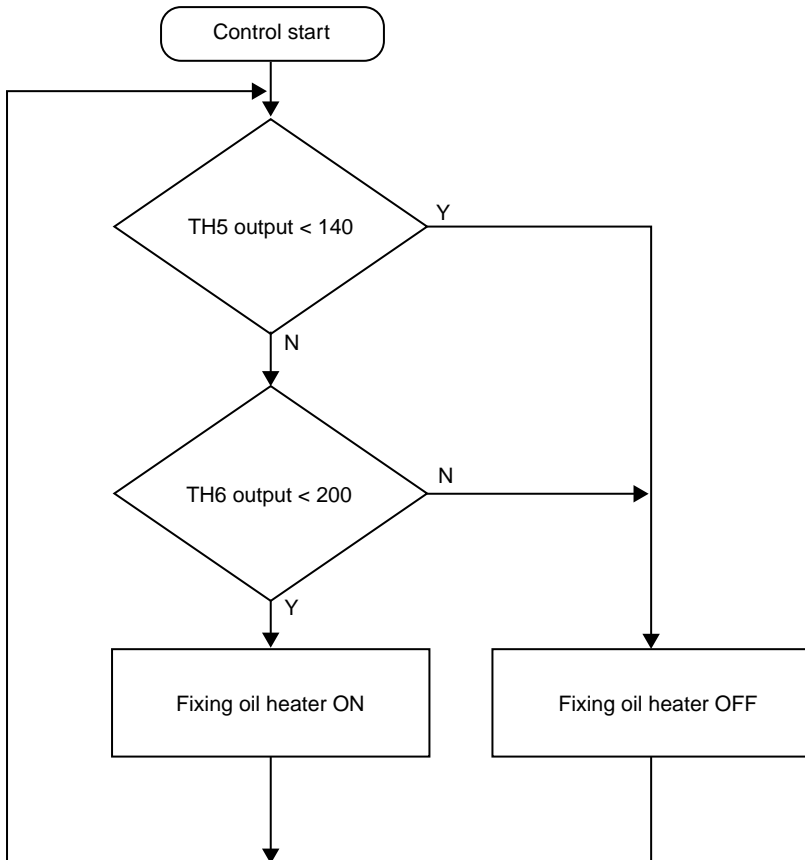 Control start
TH5 output < 140
Y
N
TH6 output < 200
N
Y
Fixing oil heater ON
Fixing oil heater OFF